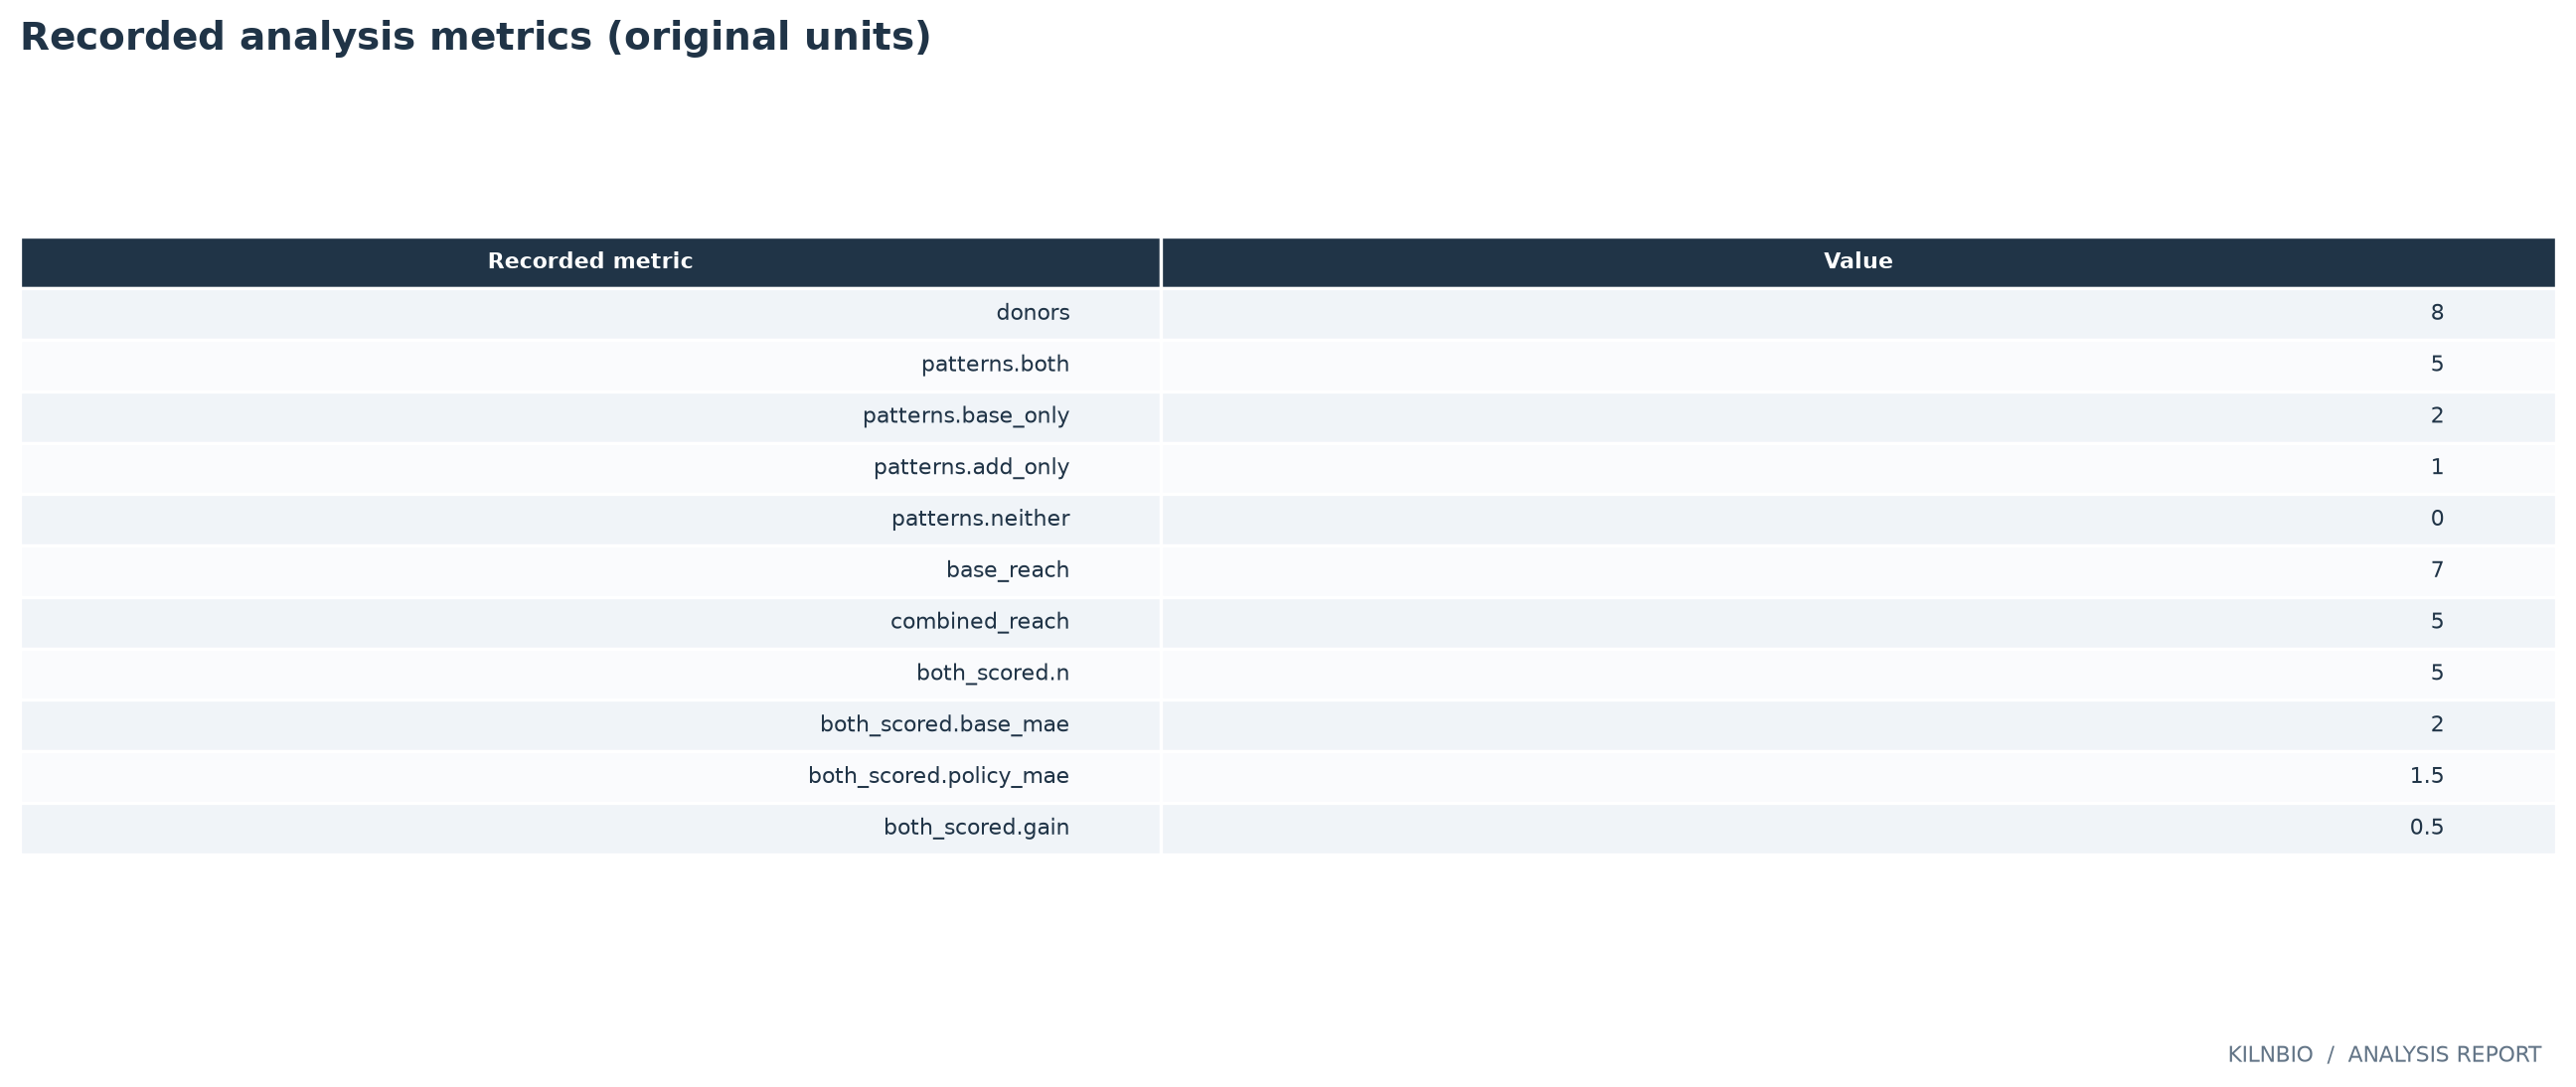 Recorded analysis metrics (original units)
Recorded metric Value
donors 8
patterns.both 5
patterns.base_only 2
patterns.add_only 1
patterns.neither 0
base_reach 7
combined_reach 5
both_scored.n 5
both_scored.base_mae 2
both_scored.policy_mae 1.5
both_scored.gain 0.5
KILNBIO / ANALYSIS REPORT